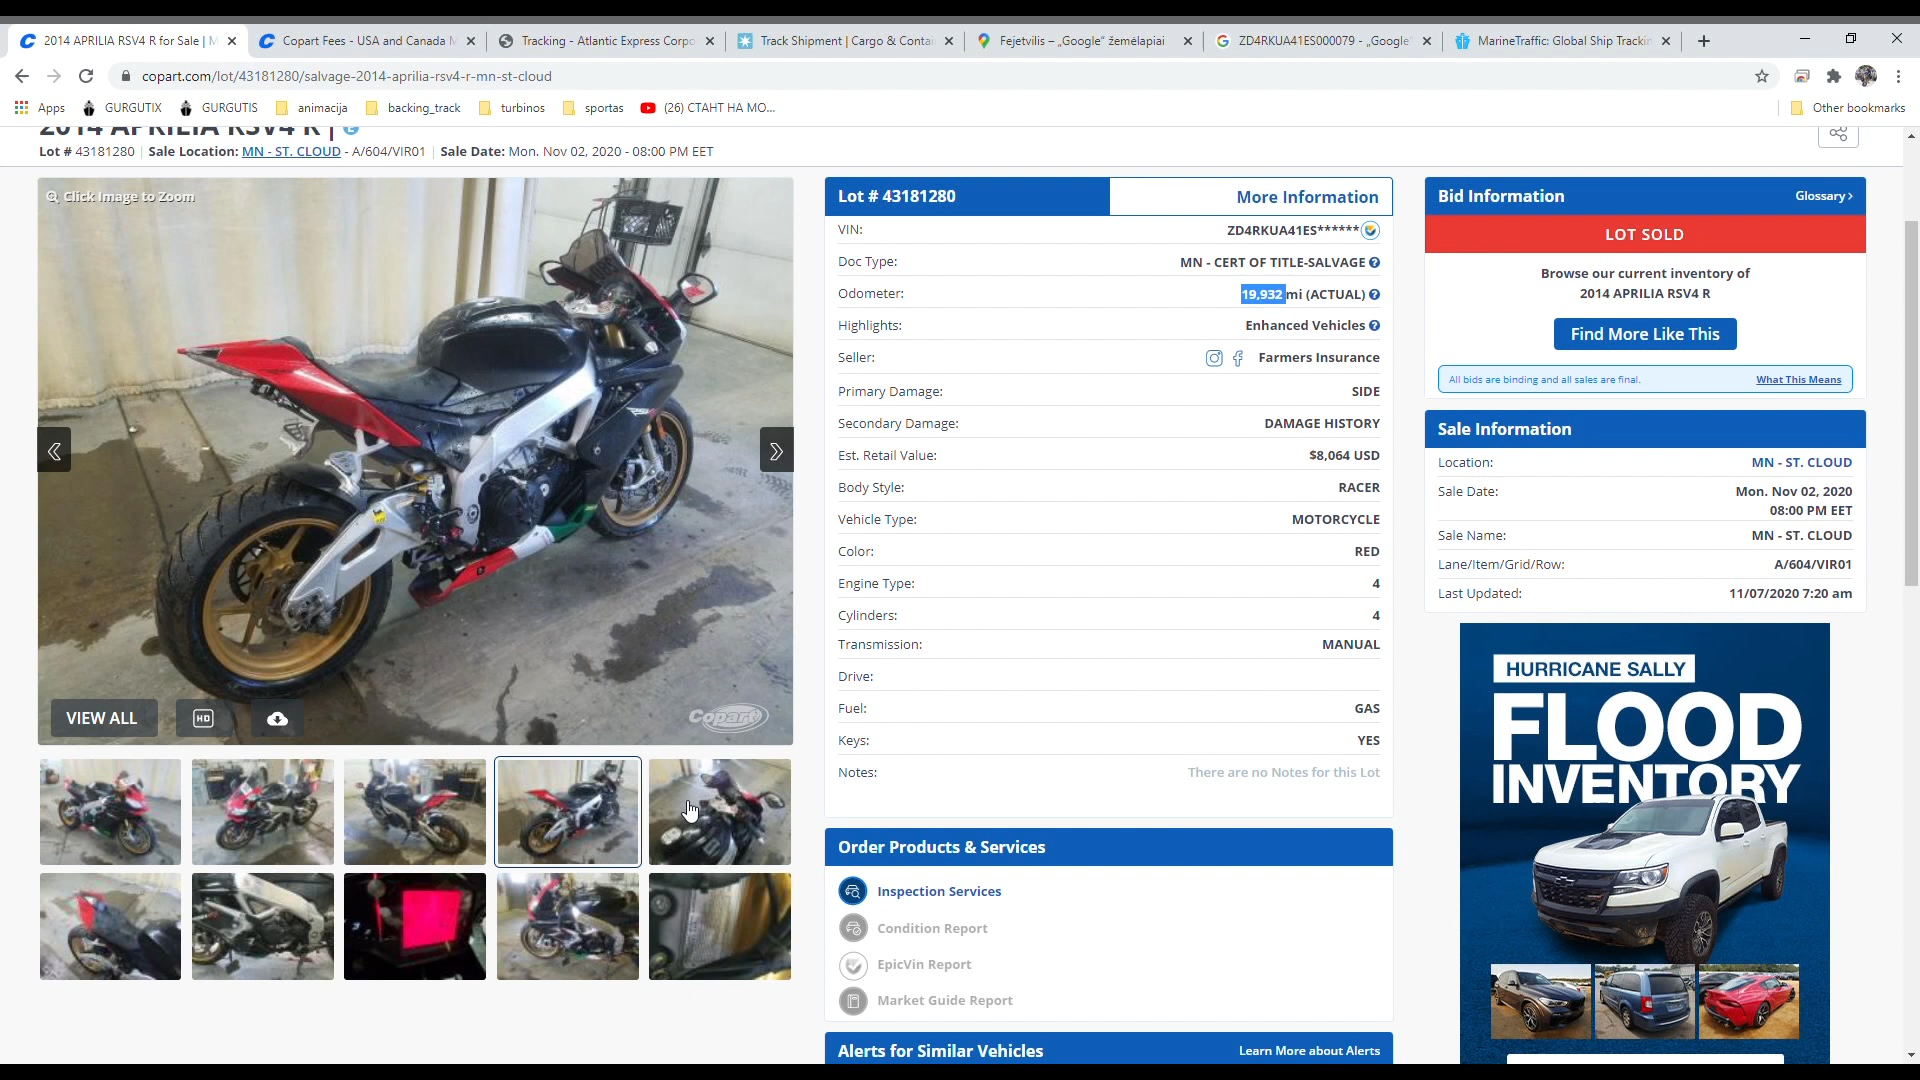 2014 APRILIA RSV4 R for Sale | M
Copart Fees - USA and Canada M
Tracking - Atlantic Express Corpo
Track Shipment | Cargo & Contai
Fejetvilis – „Google“ žemėlapiai
ZD4RKUA41ES000079 - „Google“
MarineTraffic: Global Ship Trackin
copart.com/lot/43181280/salvage-2014-aprilia-rsv4-r-mn-st-cloud
Apps
GURGUTIX
GURGUTIS
animacija
backing_track
turbinos
sportas
(26) СТАНТ НА МО...
Other bookmarks
2014 APRILIA RSV4 R |
Lot # 43181280 | Sale Location: MN - ST. CLOUD - A/604/VIR01 | Sale Date: Mon. Nov 02, 2020 - 08:00 PM EET
Click Image to Zoom
VIEW ALL
HD
Copart
Lot # 43181280
More Information
VIN: ZD4RKUA41ES******
Doc Type: MN - CERT OF TITLE-SALVAGE
Odometer: 19,932 mi (ACTUAL)
Highlights: Enhanced Vehicles
Seller: Farmers Insurance
Primary Damage: SIDE
Secondary Damage: DAMAGE HISTORY
Est. Retail Value: $8,064 USD
Body Style: RACER
Vehicle Type: MOTORCYCLE
Color: RED
Engine Type: 4
Cylinders: 4
Transmission: MANUAL
Drive:
Fuel: GAS
Keys: YES
Notes: There are no Notes for this Lot
Order Products & Services
Inspection Services
Condition Report
EpicVin Report
Market Guide Report
Alerts for Similar Vehicles
Learn More about Alerts
Bid Information
Glossary
LOT SOLD
Browse our current inventory of
2014 APRILIA RSV4 R
Find More Like This
All bids are binding and all sales are final.
What This Means
Sale Information
Location: MN - ST. CLOUD
Sale Date: Mon. Nov 02, 2020
08:00 PM EET
Sale Name: MN - ST. CLOUD
Lane/Item/Grid/Row: A/604/VIR01
Last Updated: 11/07/2020 7:20 am
HURRICANE SALLY
FLOOD
INVENTORY